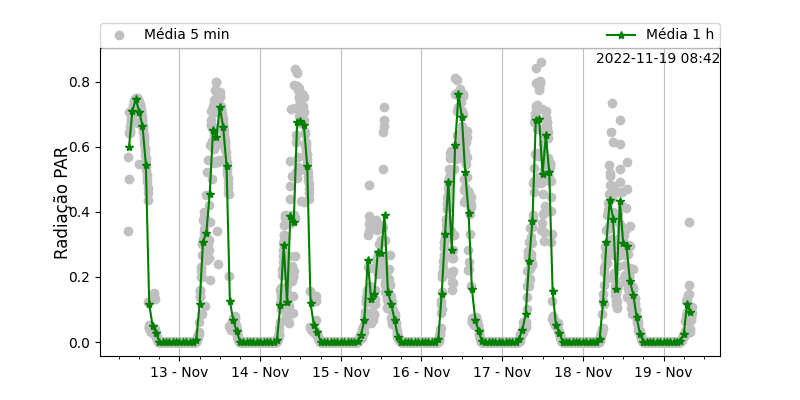 Média 5 min
Média 1 h
2022-11-19 08:42
Radiação PAR
0.8
0.6
0.4
0.2
0.0
13 - Nov
14 - Nov
15 - Nov
16 - Nov
17 - Nov
18 - Nov
19 - Nov